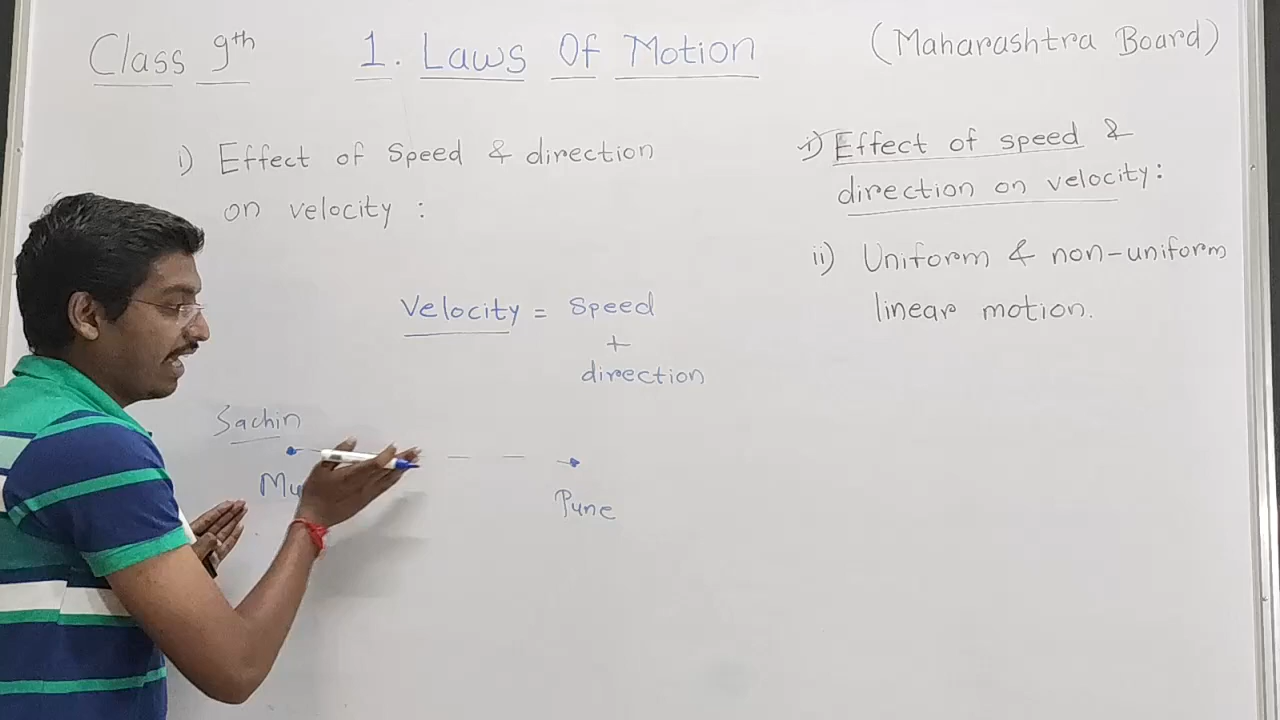 Class 9th 1. Laws Of Motion (Maharashtra Board)
i) Effect of Speed & direction
on velocity :
Velocity = Speed
+
direction
Sachin
Pune
i) Effect of speed &
direction on velocity:
ii) Uniform & non-uniform
linear motion.